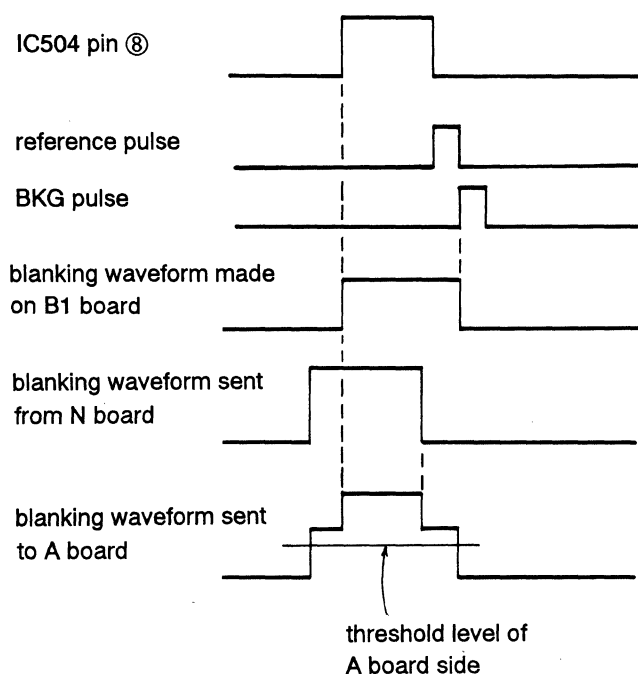 IC504 pin ⑧
reference pulse
BKG pulse
blanking waveform made
on B1 board
blanking waveform sent
from N board
blanking waveform sent
to A board
threshold level of
A board side